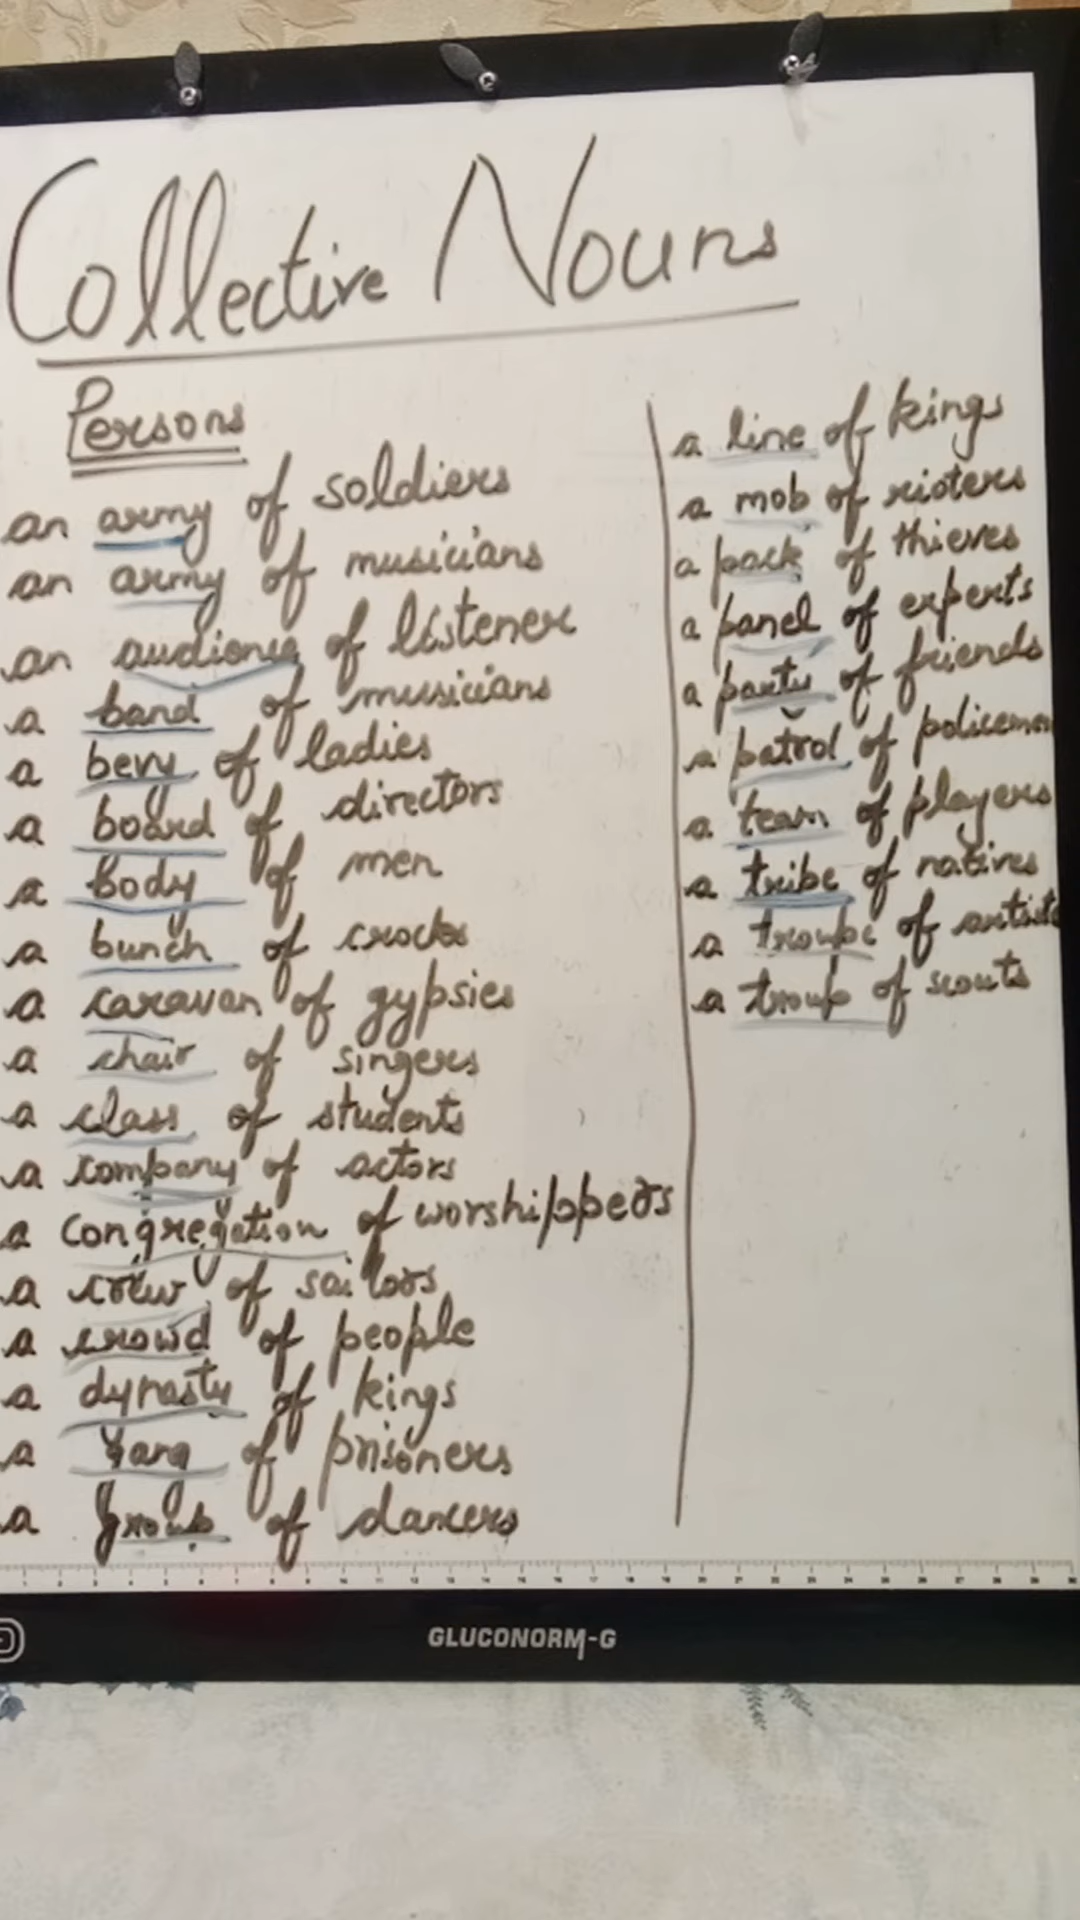 Collective Nouns
Persons
an army of soldiers
an army of musicians
an audience of listener
a band of musicians
a bevy of ladies
a board of directors
a body of men
a bunch of crooks
a caravan of gypsies
a chair of singers
a class of students
a company of actors
a congregation of worshippers
a crew of sailors
a crowd of people
a dynasty of kings
a gang of prisoners
a group of dancers
a line of kings
a mob of rioters
a pack of thieves
a panel of experts
a party of friends
a patrol of policemen
a team of players
a tribe of natives
a troupe of artists
a troup of scouts
GLUCONORM-G